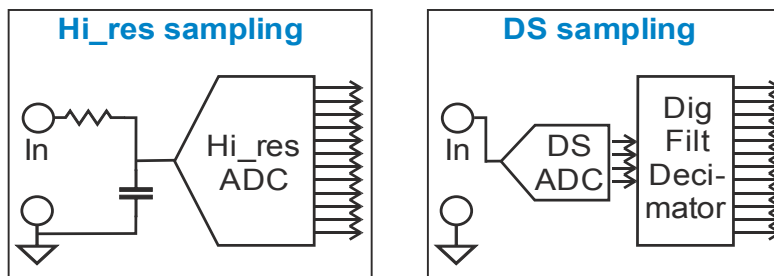 Hi_res sampling
In
Hi_res
ADC
DS sampling
In
DS
ADC
Dig
Filt
Deci-
mator